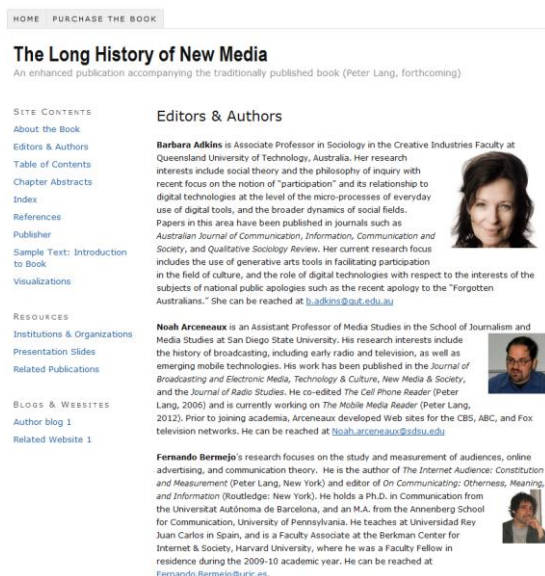 HOME PURCHASE THE BOOK
The Long History of New Media
An enhanced publication accompanying the traditionally published book (Peter Lang, forthcoming)
SITE CONTENTS
About the Book
Editors & Authors
Table of Contents
Chapter Abstracts
Index
References
Publisher
Sample Text: Introduction
to Book
Visualizations
RESOURCES
Institutions & Organizations
Presentation Slides
Related Publications
BLOGS & WEBSITES
Author blog 1
Related Website 1
Editors & Authors
Barbara Adkins is Associate Professor in Sociology in the Creative Industries Faculty at
Queensland University of Technology, Australia. Her research
interests include social theory and the philosophy of inquiry with
recent focus on the notion of "participation" and its relationship to
digital technologies at the level of the micro-processes of everyday
use of digital tools, and the broader dynamics of social fields.
Papers in this area have been published in journals such as
Australian Journal of Communication, Information, Communication and
Society, and Qualitative Sociology Review. Her current research focus
includes the use of generative arts tools in facilitating participation
in the field of culture, and the role of digital technologies with respect to the interests of the
subjects of national public apologies such as the recent apology to the "Forgotten
Australians." She can be reached at b.adkins@qut.edu.au
Noah Arceneaux is an Assistant Professor of Media Studies in the School of Journalism and
Media Studies at San Diego State University. His research interests include
the history of broadcasting, including early radio and television, as well as
emerging mobile technologies. His work has been published in the Journal of
Broadcasting and Electronic Media, Technology & Culture, New Media & Society,
and the Journal of Radio Studies. He co-edited The Cell Phone Reader (Peter
Lang, 2006) and is currently working on The Mobile Media Reader (Peter Lang,
2012). Prior to joining academia, Arceneaux developed Web sites for the CBS, ABC, and Fox
television networks. He can be reached at Noah.arceneaux@sdsu.edu
Fernando Bermejo's research focuses on the study and measurement of audiences, online
advertising, and communication theory. He is the author of The Internet Audience: Constitution
and Measurement (Peter Lang, New York) and editor of On Communicating: Otherness, Meaning,
and Information (Routledge: New York). He holds a Ph.D. in Communication from
the Universitat Autònoma de Barcelona, and an M.A. from the Annenberg School
for Communication, University of Pennsylvania. He teaches at Universidad Rey
Juan Carlos in Spain, and is a Faculty Associate at the Berkman Center for
Internet & Society, Harvard University, where he was a Faculty Fellow in
residence during the 2009-10 academic year. He can be reached at
Fernando.Bermejo@urjc.es.